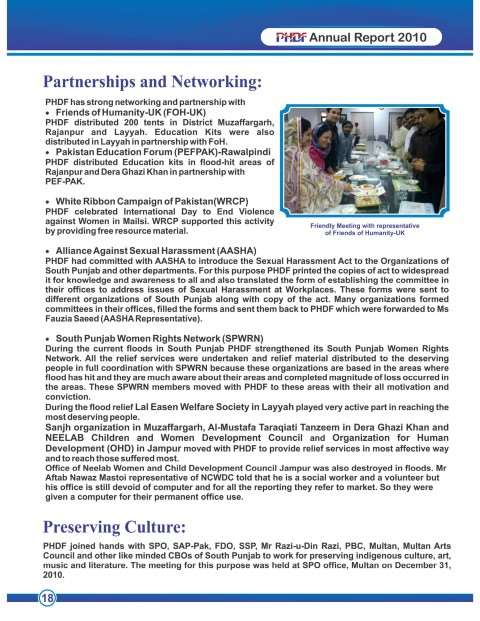 PHDF Annual Report 2010
Partnerships and Networking:
PHDF has strong networking and partnership with
• Friends of Humanity-UK (FOH-UK)
PHDF distributed 200 tents in District Muzaffargarh,
Rajanpur and Layyah. Education Kits were also
distributed in Layyah in partnership with FoH.
• Pakistan Education Forum (PEFPAK)-Rawalpindi
PHDF distributed Education kits in flood-hit areas of
Rajanpur and Dera Ghazi Khan in partnership with
PEF-PAK.
• White Ribbon Campaign of Pakistan(WRCP)
PHDF celebrated International Day to End Violence
against Women in Mailsi. WRCP supported this activity
by providing free resource material.
Friendly Meeting with representative
of Friends of Humanity-UK
• Alliance Against Sexual Harassment (AASHA)
PHDF had committed with AASHA to introduce the Sexual Harassment Act to the Organizations of
South Punjab and other departments. For this purpose PHDF printed the copies of act to widespread
it for knowledge and awareness to all and also translated the form of establishing the committee in
their offices to address issues of Sexual Harassment at Workplaces. These forms were sent to
different organizations of South Punjab along with copy of the act. Many organizations formed
committees in their offices, filled the forms and sent them back to PHDF which were forwarded to Ms
Fauzia Saeed (AASHA Representative).
• South Punjab Women Rights Network (SPWRN)
During the current floods in South Punjab PHDF strengthened its South Punjab Women Rights
Network. All the relief services were undertaken and relief material distributed to the deserving
people in full coordination with SPWRN because these organizations are based in the areas where
flood has hit and they are much aware about their areas and completed magnitude of loss occurred in
the areas. These SPWRN members moved with PHDF to these areas with their all motivation and
conviction.
During the flood relief Lal Easen Welfare Society in Layyah played very active part in reaching the
most deserving people.
Sanjh organization in Muzaffargarh, Al-Mustafa Taraqiati Tanzeem in Dera Ghazi Khan and
NEELAB Children and Women Development Council and Organization for Human
Development (OHD) in Jampur moved with PHDF to provide relief services in most affective way
and to reach those suffered most.
Office of Neelab Women and Child Development Council Jampur was also destroyed in floods. Mr
Aftab Nawaz Mastoi representative of NCWDC told that he is a social worker and a volunteer but
his office is still devoid of computer and for all the reporting they refer to market. So they were
given a computer for their permanent office use.
Preserving Culture:
PHDF joined hands with SPO, SAP-Pak, FDO, SSP, Mr Razi-u-Din Razi, PBC, Multan, Multan Arts
Council and other like minded CBOs of South Punjab to work for preserving indigenous culture, art,
music and literature. The meeting for this purpose was held at SPO office, Multan on December 31,
2010.
18